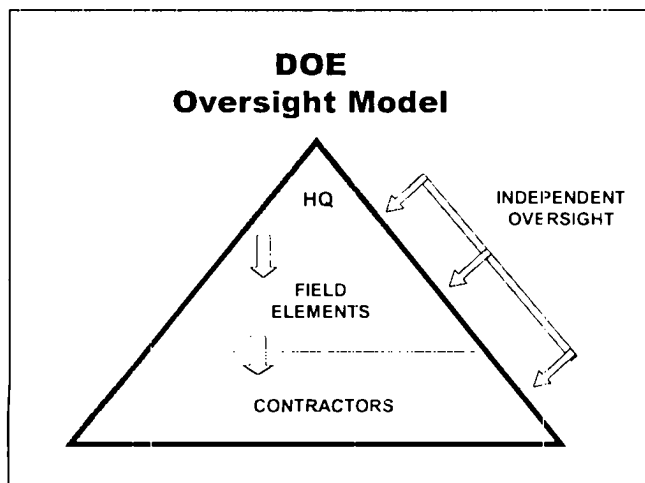 DOE
Oversight Model
HQ
INDEPENDENT
OVERSIGHT
FIELD
ELEMENTS
CONTRACTORS